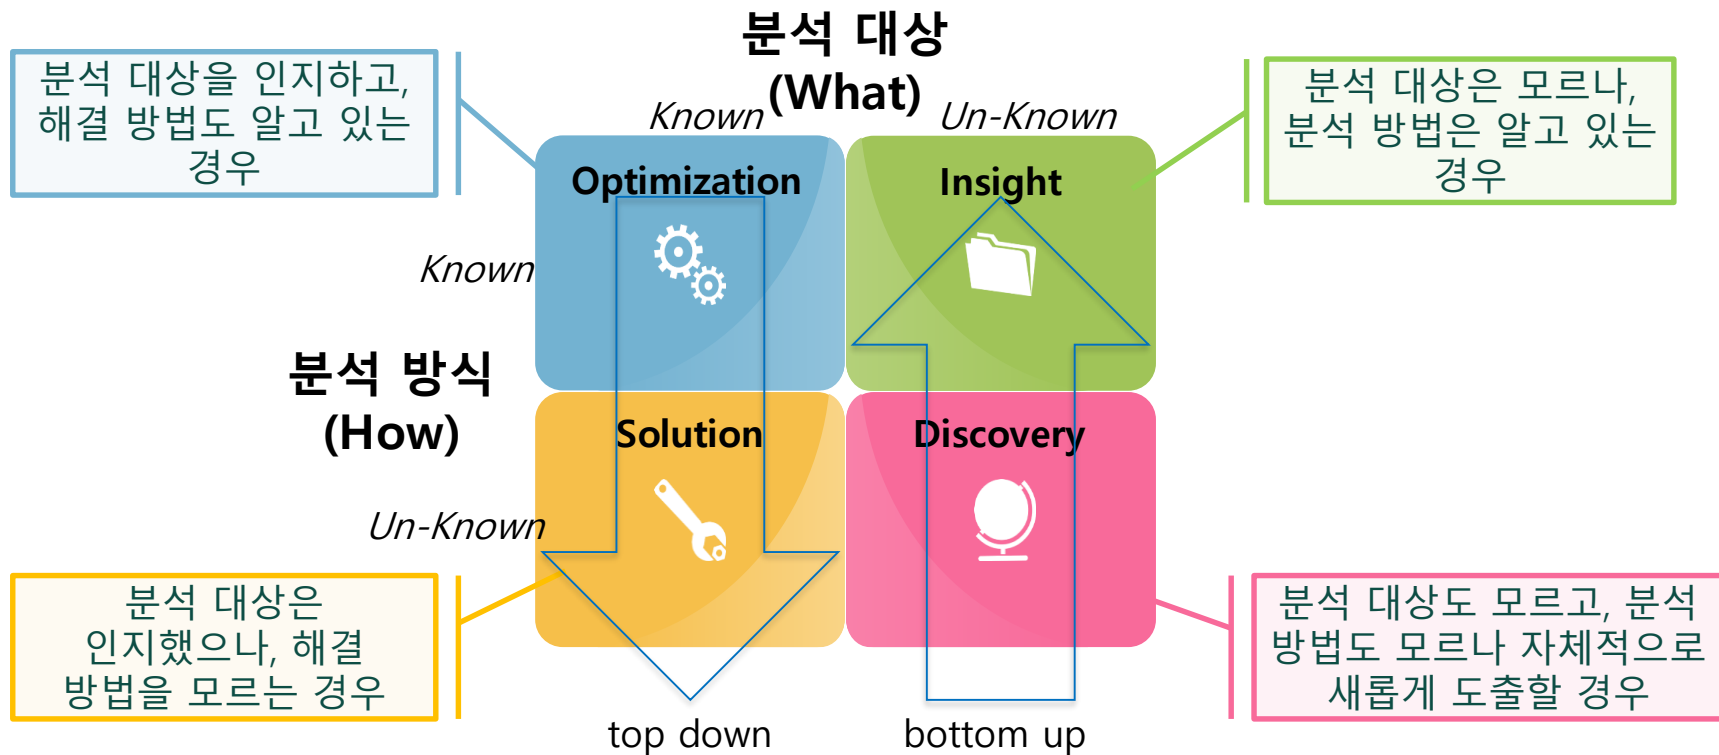 분석 대상
(What)
분석 대상을 인지하고,
해결 방법도 알고 있는
경우
Known
Un-Known
분석 대상은 모르나,
분석 방법은 알고 있는
경우
Optimization
Insight
Known
분석 방식
(How)
Solution
Discovery
Un-Known
분석 대상은
인지했으나, 해결
방법을 모르는 경우
분석 대상도 모르고, 분석
방법도 모르나 자체적으로
새롭게 도출할 경우
top down
bottom up